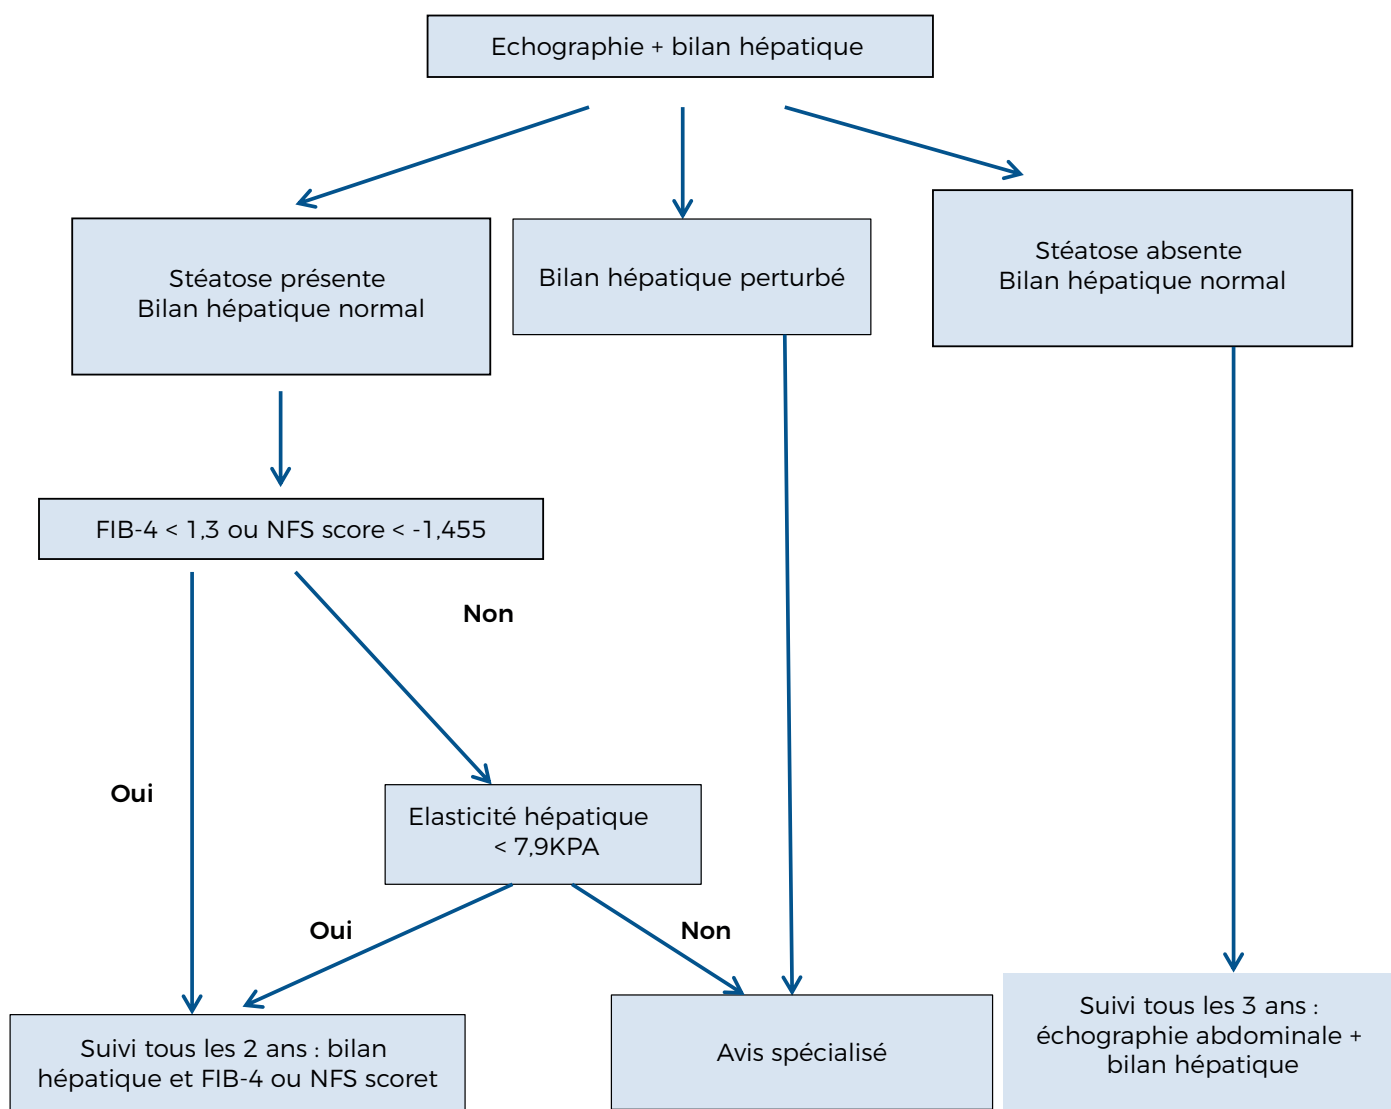 Echographie + bilan hépatique
Stéatose présente
Bilan hépatique normal
Bilan hépatique perturbé
Stéatose absente
Bilan hépatique normal
FIB-4 < 1,3 ou NFS score < -1,455
Non
Oui
Elasticité hépatique
< 7,9KPA
Oui
Non
Suivi tous les 2 ans : bilan
hépatique et FIB-4 ou NFS scoret
Avis spécialisé
Suivi tous les 3 ans :
échographie abdominale +
bilan hépatique